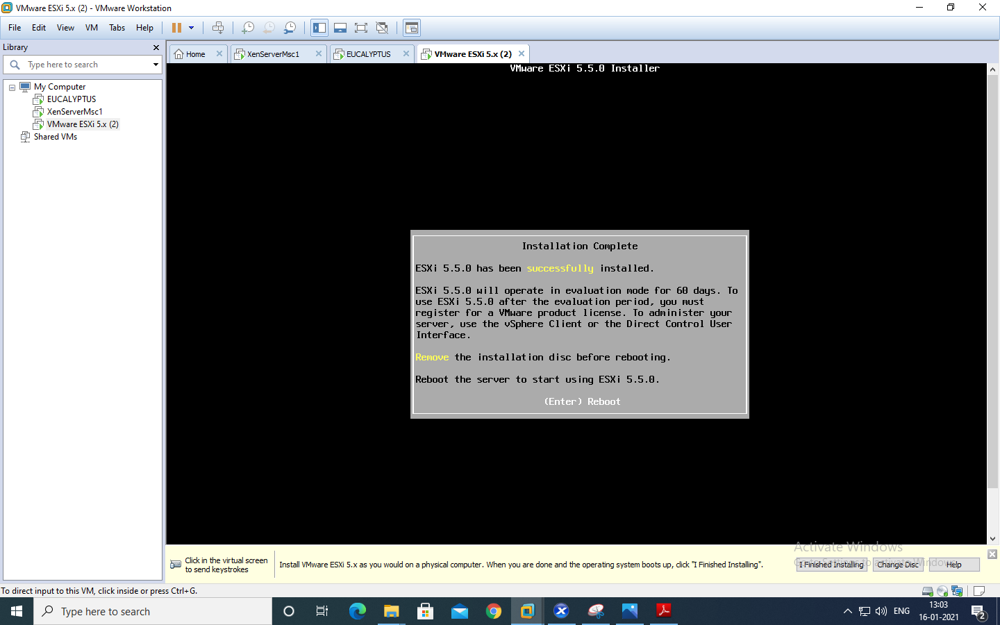 VMware ESXi 5.x (2) - VMware Workstation
File Edit View VM Tabs Help
Library
Type here to search
My Computer
EUCALYPTUS
XenServerMsc1
VMware ESXi 5.x (2)
Shared VMs
Home XenServerMsc1 EUCALYPTUS VMware ESXi 5.x (2)
VMware ESXi 5.5.0 Installer
Installation Complete
ESXi 5.5.0 has been successfully installed.
ESXi 5.5.0 will operate in evaluation mode for 60 days. To
use ESXi 5.5.0 after the evaluation period, you must
register for a VMware product license. To administer your
server, use the vSphere Client or the Direct Control User
Interface.
Remove the installation disc before rebooting.
Reboot the server to start using ESXi 5.5.0.
(Enter) Reboot
Activate Windows
Go to Settings to activate Windows.
Click in the virtual screen
to send keystrokes
Install VMware ESXi 5.x as you would on a physical computer. When you are done and the operating system boots up, click "I Finished Installing".
I Finished Installing Change Disc Help
To direct input to this VM, click inside or press Ctrl+G.
Type here to search
ENG
13:03
16-01-2021
2